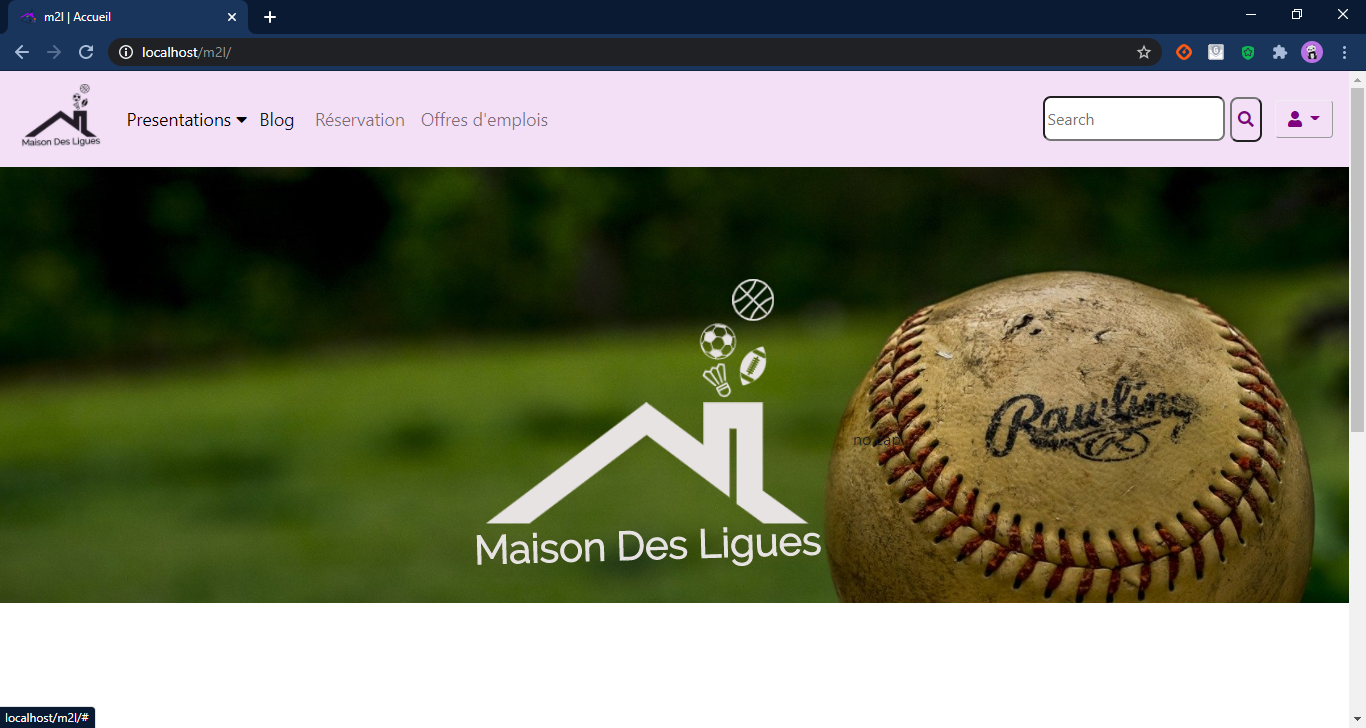 m2l | Accueil
localhost/m2l/
Maison Des Ligues
Presentations Blog Réservation Offres d'emplois
Search
Rawlings
no cap
Maison Des Ligues
localhost/m2l/#